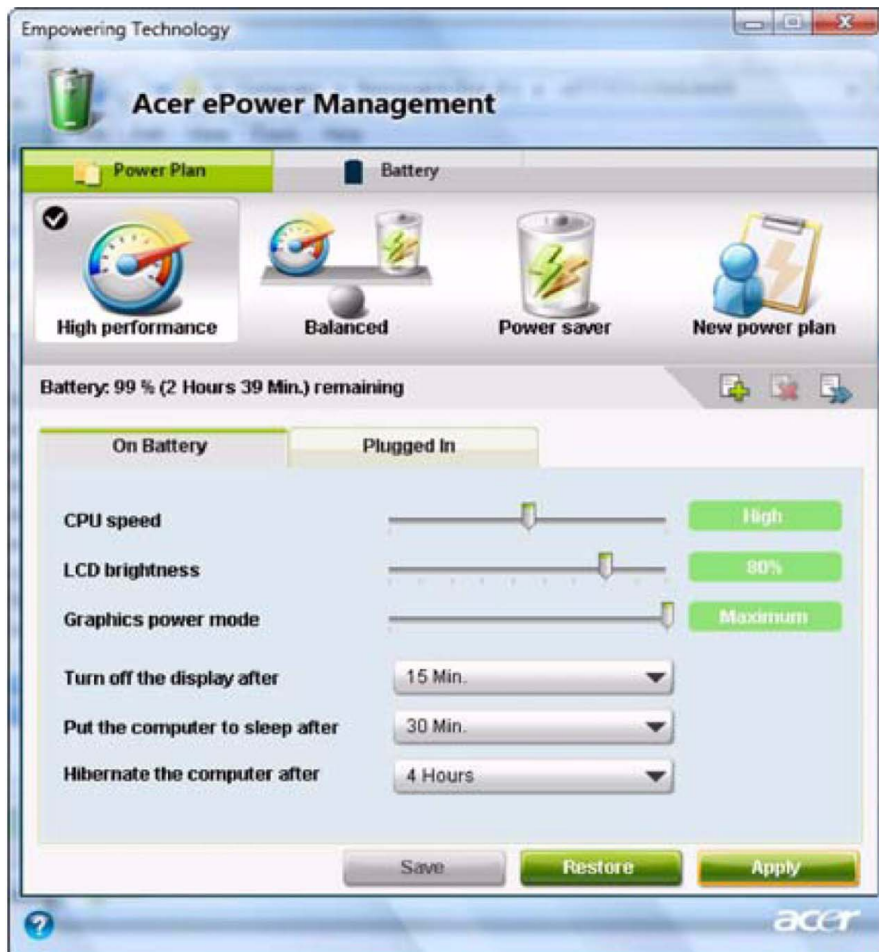 Empowering Technology
Acer ePower Management
Power Plan
Battery
High performance
Balanced
Power saver
New power plan
Battery: 99 % (2 Hours 39 Min.) remaining
On Battery
Plugged In
CPU speed
High
LCD brightness
80%
Graphics power mode
Maximum
Turn off the display after
15 Min.
Put the computer to sleep after
30 Min.
Hibernate the computer after
4 Hours
Save
Restore
Apply
?
acer